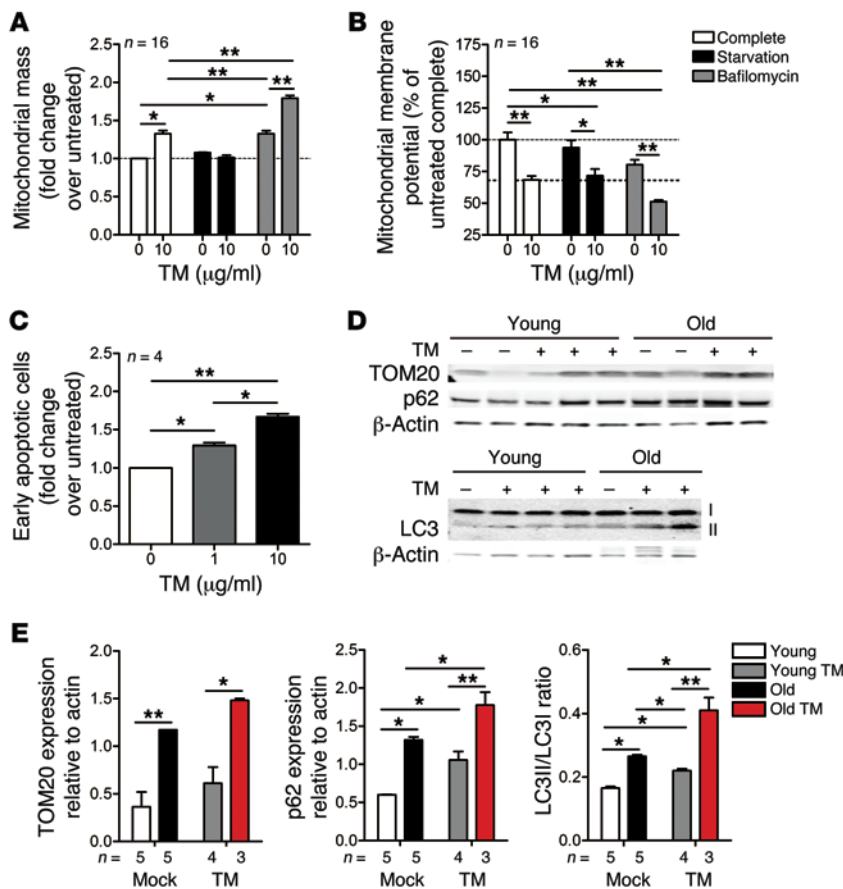 A
n = 16
Mitochondrial mass
(fold change
over untreated)
2.5
2.0
1.5
1.0
0.5
0.0
* ** ** * **
0 10 0 10 0 10
TM (μg/ml)
B
n = 16
Mitochondrial membrane
potential (% of
untreated complete)
125
100
75
50
25
** * ** * ** **
0 10 0 10 0 10
TM (μg/ml)
Complete
Starvation
Bafilomycin
C
n = 4
Early apoptotic cells
(fold change
over untreated)
2.5
2.0
1.5
1.0
0.5
0.0
**
* *
0 1 10
TM (μg/ml)
D
Young Old
TM – – + + + – – + +
TOM20
p62
β-Actin
Young Old
TM – + + + – + +
I
LC3 II
β-Actin
E
TOM20 expression
relative to actin
2.0
1.5
1.0
0.5
0.0
** *
n = 5 5 4 3
Mock TM
p62 expression
relative to actin
2.5
2.0
1.5
1.0
0.5
0.0
*
* **
*
5 5 4 3
Mock TM
LC3II/LC3I ratio
0.6
0.4
0.2
0.0
*
* **
*
*
5 5 4 3
Mock TM
Young
Young TM
Old
Old TM